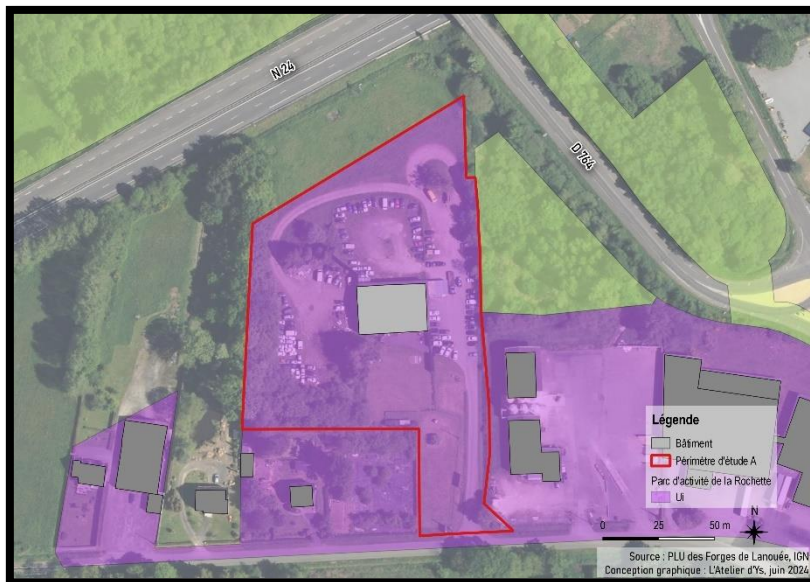 N 24
D 764
Légende
Bâtiment
Périmètre d'étude A
Parc d'activité de la Rochette
Ui
0 25 50 m
N
Source : PLU des Forges de Lanouée, IGN
Conception graphique : L'Atelier d'Ys, juin 2024